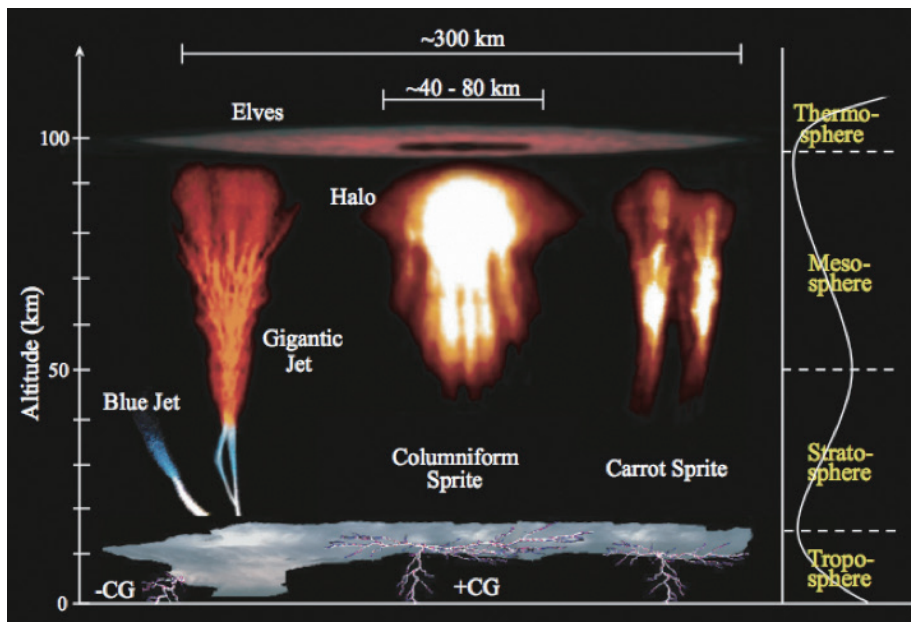 ~300 km
~40 - 80 km
Elves
Thermo-
sphere
100
Halo
Meso-
sphere
Altitude (km)
Gigantic
Jet
50
Blue Jet
Columniform
Sprite
Carrot Sprite
Strato-
sphere
-CG
+CG
Tropo-
sphere
0